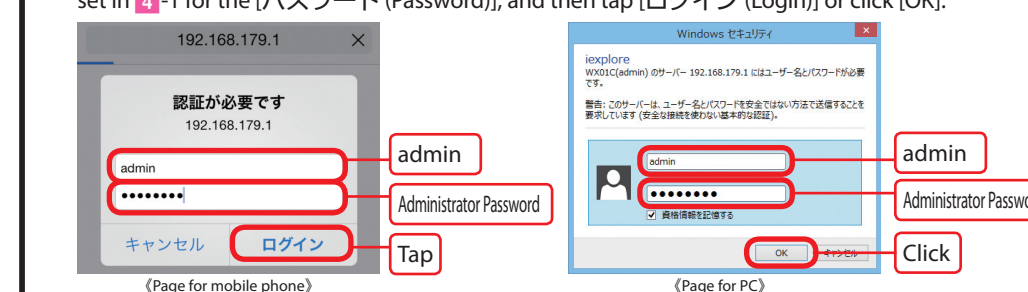 set in 4 -1 for the [パスワード (Password)], and then tap [ログイン (Login)] or click [OK].
192.168.179.1 ×
認証が必要です
192.168.179.1
admin
••••••••
キャンセル ログイン
admin
Administrator Password
Tap
《Page for mobile phone》
Windows セキュリティ ×
iexplore
WX01C(admin) のサーバー 192.168.179.1 にはユーザー名とパスワードが必要
です。
警告: このサーバーは、ユーザー名とパスワードを安全ではない方法で送信することを
要求しています (安全な接続を使わない基本的な認証)。
admin
••••••••
資格情報を記憶する
OK キャンセル
admin
Administrator Passwo
Click
《Page for PC》